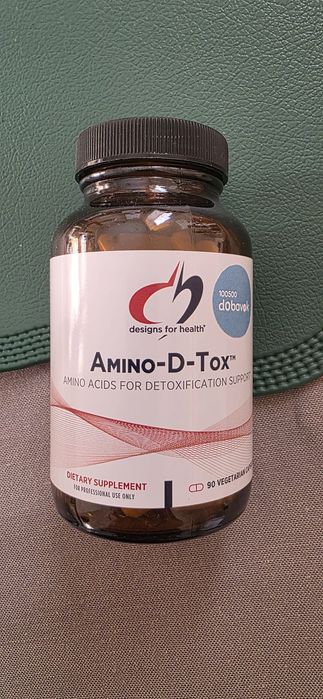 100500
dobavok
designs for health®
AMINO-D-TOX™
AMINO ACIDS FOR DETOXIFICATION SUPPORT
DIETARY SUPPLEMENT
FOR PROFESSIONAL USE ONLY
90 VEGETARIAN